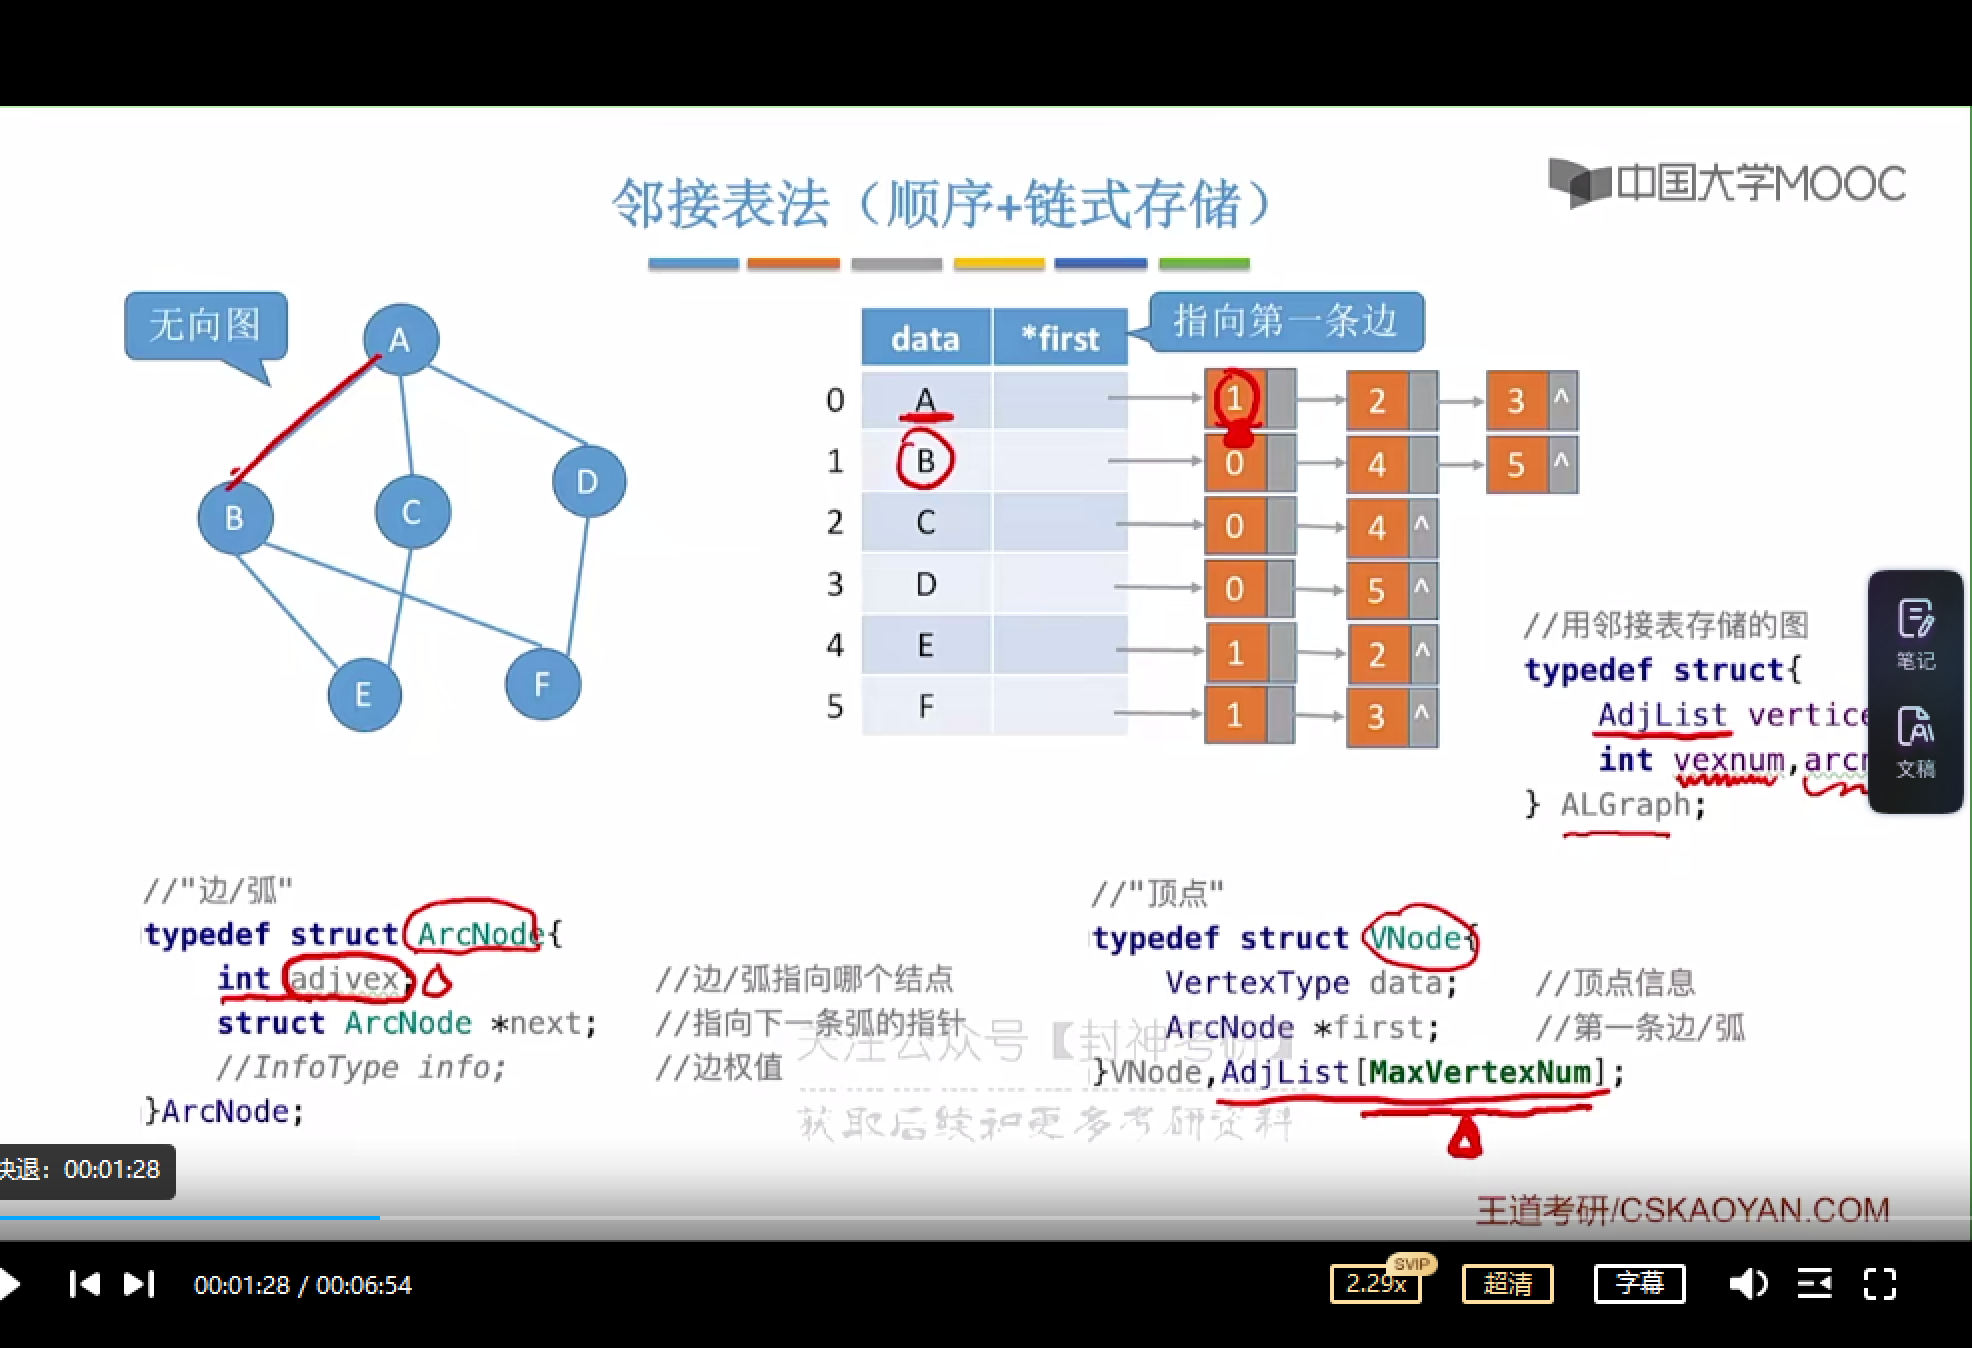 中国大学MOOC
邻接表法（顺序+链式存储）
无向图
A
B
C
D
E
F
指向第一条边
data *first
0 A 1 2 3 ^
1 B 0 4 5 ^
2 C 0 4 ^
3 D 0 5 ^
4 E 1 2 ^
5 F 1 3 ^
//用邻接表存储的图
typedef struct{
AdjList vertice
int vexnum,arc
} ALGraph;
笔记
文稿
//"边/弧"
typedef struct ArcNode{
int adjvex; //边/弧指向哪个结点
struct ArcNode *next; //指向下一条弧的指针
//InfoType info; //边权值
}ArcNode;
//"顶点"
typedef struct VNode{
VertexType data; //顶点信息
ArcNode *first; //第一条边/弧
}VNode,AdjList[MaxVertexNum];
关注公众号【封神考研】
获取后续和更多考研资料
快退：00:01:28
王道考研/CSKAOYAN.COM
00:01:28 / 00:06:54
2.29x
SVIP
超清
字幕